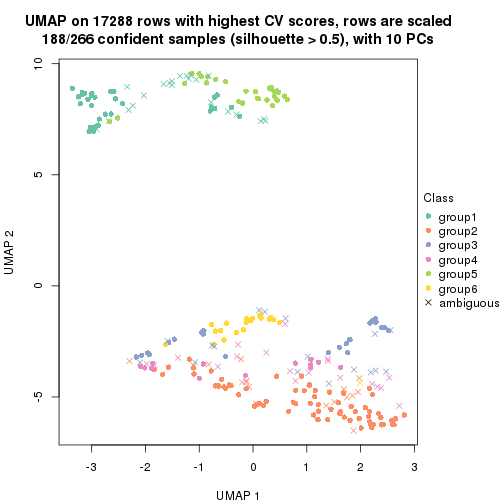 UMAP on 17288 rows with highest CV scores, rows are scaled
188/266 confident samples (silhouette > 0.5), with 10 PCs
10
5
0
-5
UMAP 2
-3
-2
-1
0
1
2
3
UMAP 1
Class
group1
group2
group3
group4
group5
group6
ambiguous